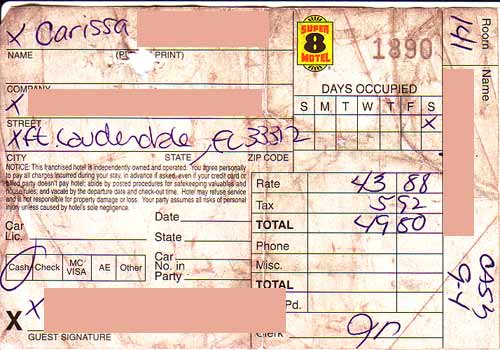 x Carissa
NAME (PLEASE PRINT)
SUPER 8 MOTEL
1890
COMPANY
x
STREET
x Ft. Lauderdale, FL 33312
CITY STATE ZIP CODE
DAYS OCCUPIED
S M T W T F S
x
NOTICE: This franchised hotel is independently owned and operated. You agree personally
to pay all charges incurred during your stay, in advance if asked, even if your credit card or
billed party doesn't pay hotel; abide by posted procedures for safekeeping valuables and
house rules; and vacate by the departure date and check-out time. Hotel may refuse service
and is not responsible for property damage or loss. Your party assumes all risks of personal
injury unless caused by hotel's sole negligence.
Car Lic. Date
State
Cash Check MC VISA AE Other
Car No. in Party
Rate 43 88
Tax 5 92
TOTAL 49 80
Phone
Misc.
TOTAL
Pd.
Clerk
X x
GUEST SIGNATURE
Room 141
Name
CASH
9-4